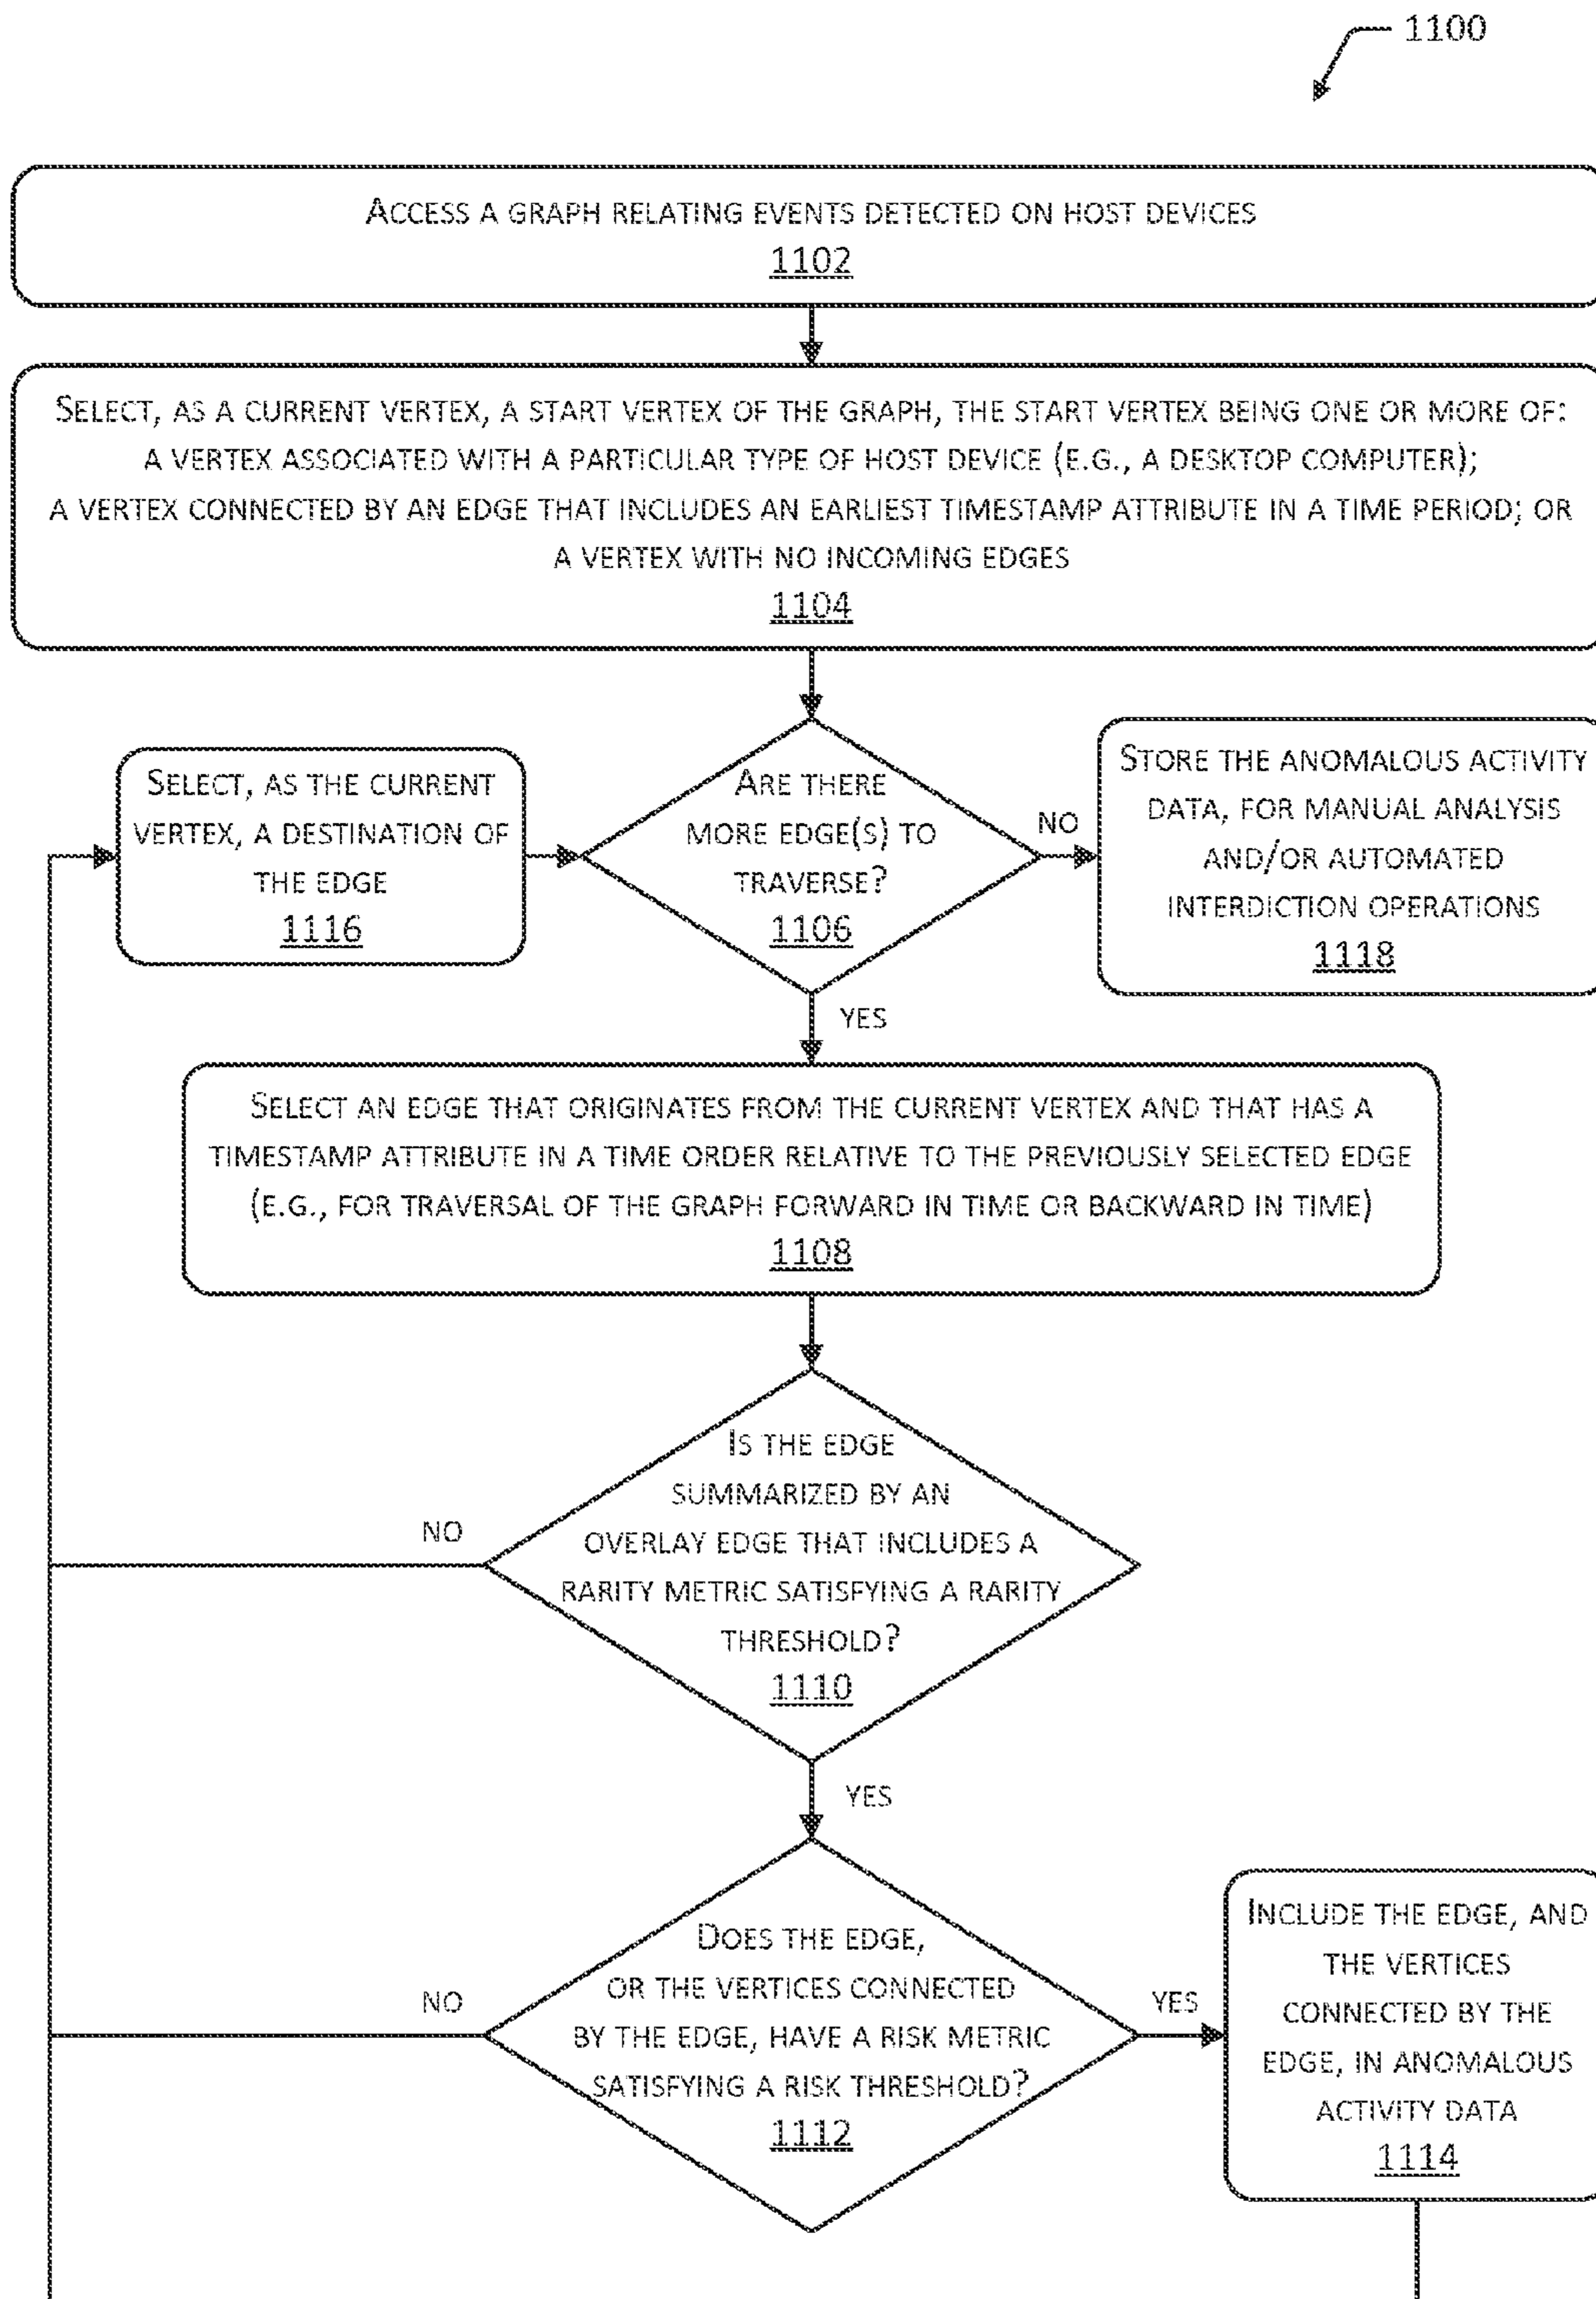 1100
ACCESS A GRAPH RELATING EVENTS DETECTED ON HOST DEVICES
1102
SELECT, AS A CURRENT VERTEX, A START VERTEX OF THE GRAPH, THE START VERTEX BEING ONE OR MORE OF:
A VERTEX ASSOCIATED WITH A PARTICULAR TYPE OF HOST DEVICE (E.G., A DESKTOP COMPUTER);
A VERTEX CONNECTED BY AN EDGE THAT INCLUDES AN EARLIEST TIMESTAMP ATTRIBUTE IN A TIME PERIOD; OR
A VERTEX WITH NO INCOMING EDGES
1104
SELECT, AS THE CURRENT
VERTEX, A DESTINATION OF
THE EDGE
1116
ARE THERE
MORE EDGE(S) TO
TRAVERSE?
1106
NO
STORE THE ANOMALOUS ACTIVITY
DATA, FOR MANUAL ANALYSIS
AND/OR AUTOMATED
INTERDICTION OPERATIONS
1118
YES
SELECT AN EDGE THAT ORIGINATES FROM THE CURRENT VERTEX AND THAT HAS A
TIMESTAMP ATTRIBUTE IN A TIME ORDER RELATIVE TO THE PREVIOUSLY SELECTED EDGE
(E.G., FOR TRAVERSAL OF THE GRAPH FORWARD IN TIME OR BACKWARD IN TIME)
1108
IS THE EDGE
SUMMARIZED BY AN
OVERLAY EDGE THAT INCLUDES A
RARITY METRIC SATISFYING A RARITY
THRESHOLD?
1110
NO
YES
DOES THE EDGE,
OR THE VERTICES CONNECTED
BY THE EDGE, HAVE A RISK METRIC
SATISFYING A RISK THRESHOLD?
1112
NO
YES
INCLUDE THE EDGE, AND
THE VERTICES
CONNECTED BY THE
EDGE, IN ANOMALOUS
ACTIVITY DATA
1114